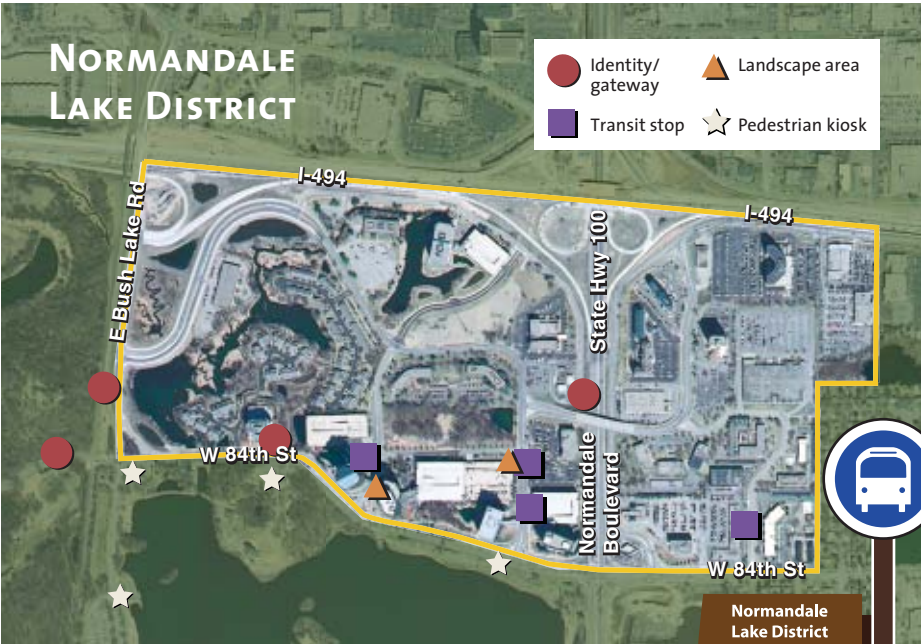 NORMANDALE
LAKE DISTRICT
Identity/
gateway
Landscape area
Transit stop
Pedestrian kiosk
I-494
I-494
E Bush Lake Rd
State Hwy 100
W 84th St
Normandale
Boulevard
W 84th St
Normandale
Lake District